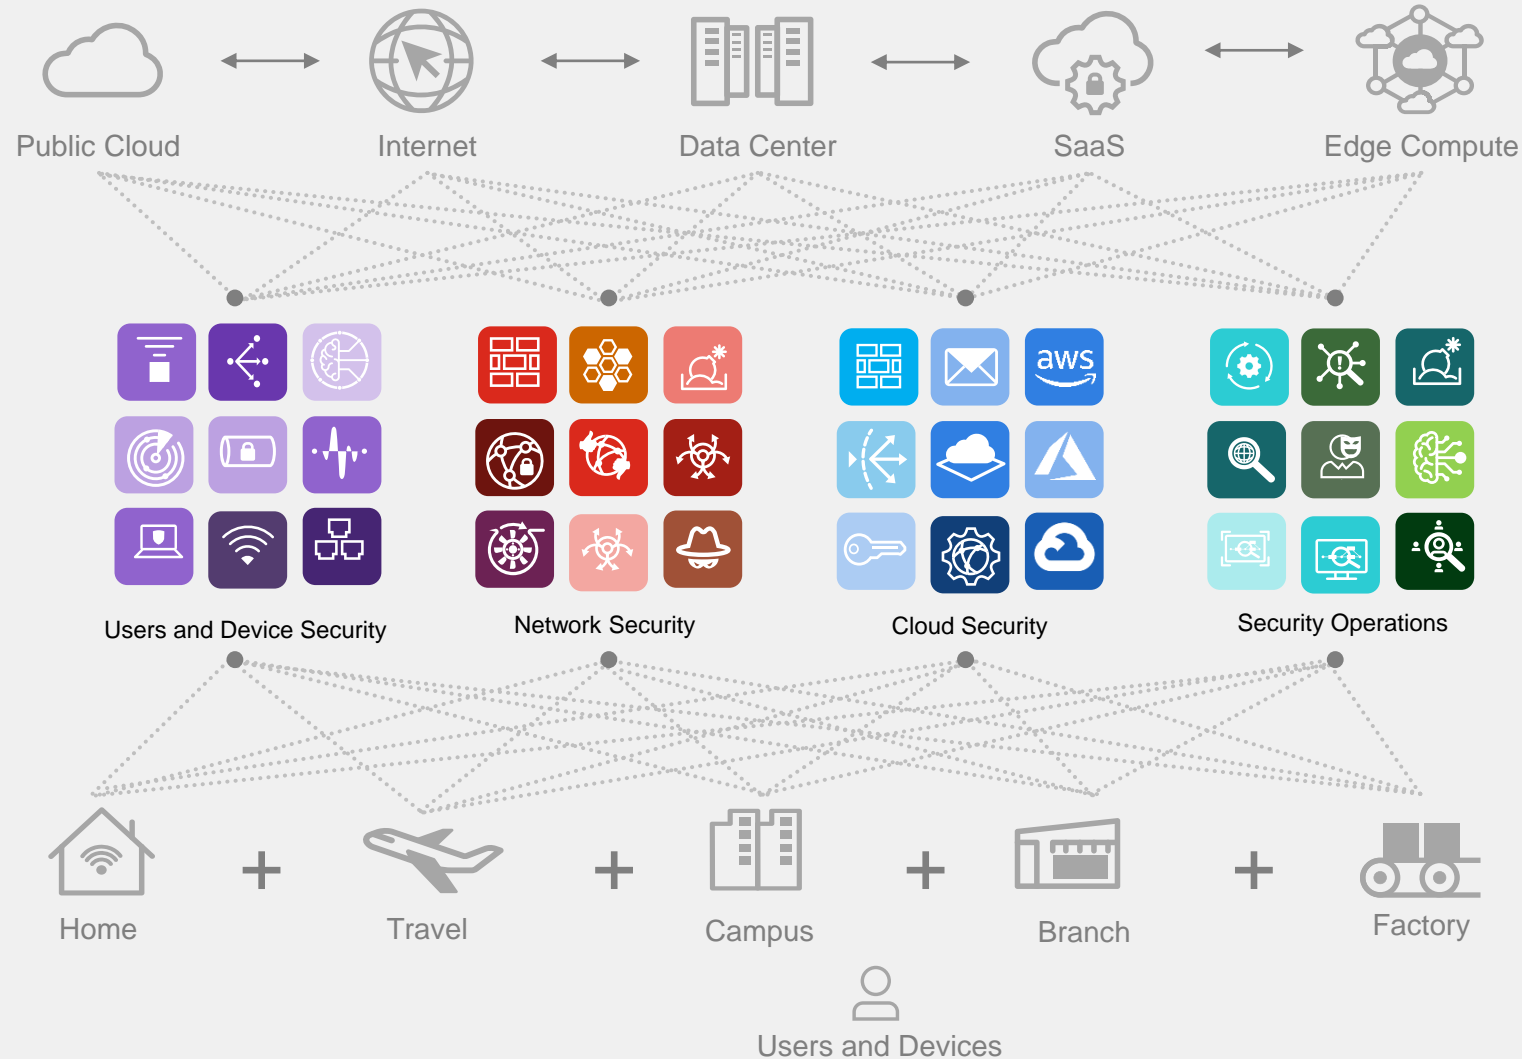 Public Cloud
Internet
Data Center
SaaS
Edge Compute
aws
Users and Device Security
Network Security
Cloud Security
Security Operations
Home
Travel
Campus
Branch
Factory
Users and Devices